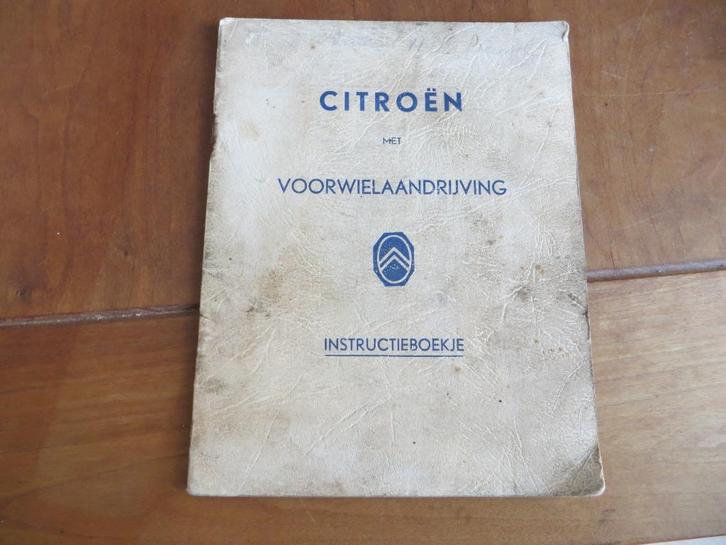 CITROËN
MET
VOORWIELAANDRIJVING
INSTRUCTIEBOEKJE